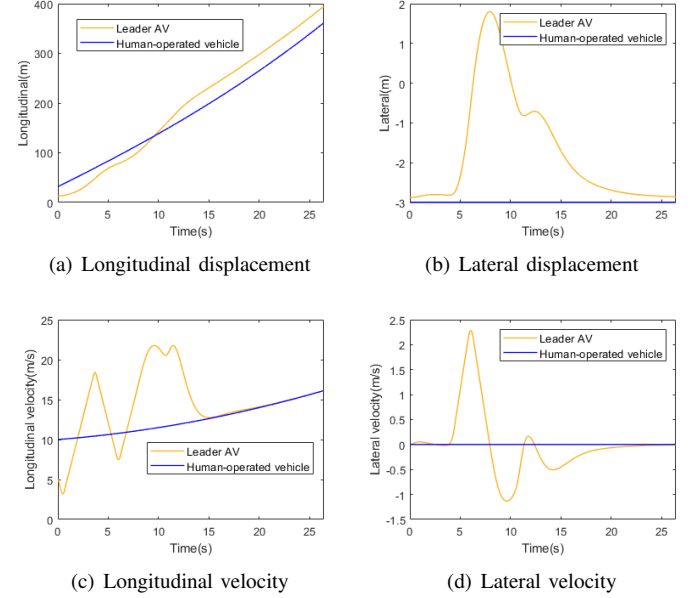 400
300
200
100
0
Longitudinal(m)
Leader AV
Human-operated vehicle
0 5 10 15 20 25
Time(s)
(a) Longitudinal displacement
2
1
0
-1
-2
-3
Lateral(m)
Leader AV
Human-operated vehicle
0 5 10 15 20 25
Time(s)
(b) Lateral displacement
25
20
15
10
5
0
Longitudinal velocity(m/s)
Leader AV
Human-operated vehicle
0 5 10 15 20 25
Time(s)
(c) Longitudinal velocity
2.5
2
1.5
1
0.5
0
-0.5
-1
-1.5
Lateral velocity(m/s)
Leader AV
Human-operated vehicle
0 5 10 15 20 25
Time(s)
(d) Lateral velocity